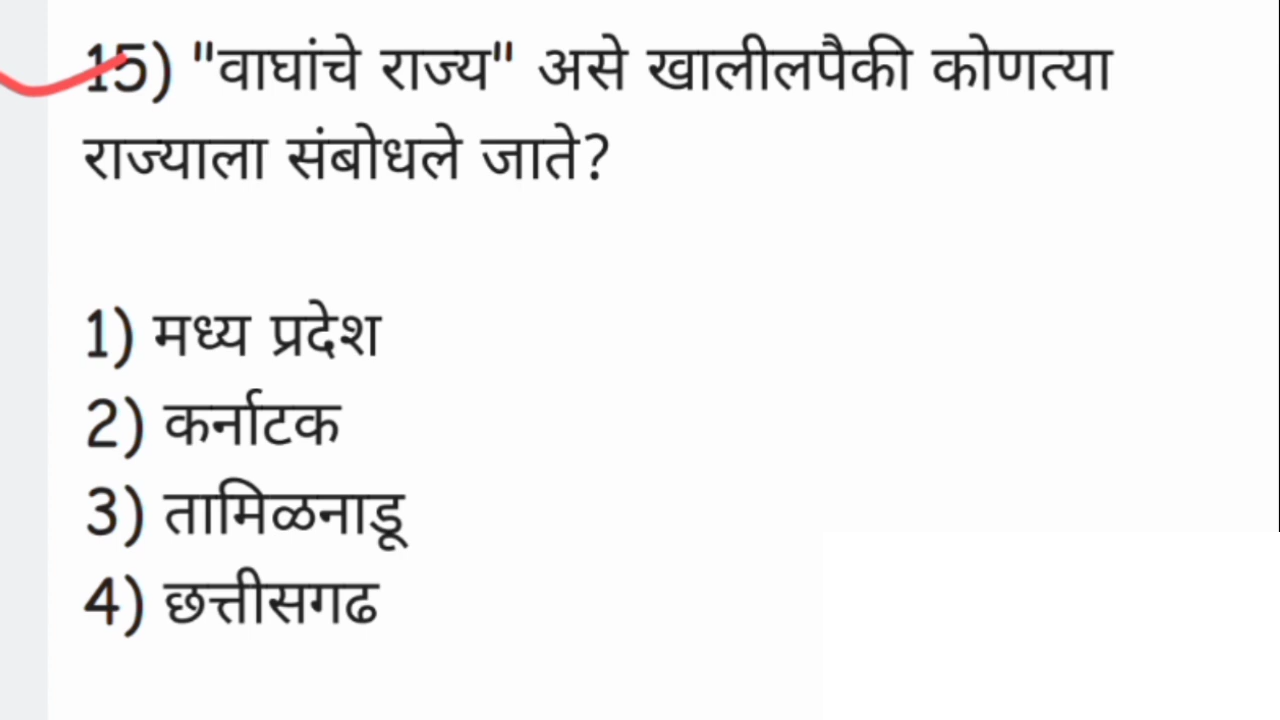 15) "वाघांचे राज्य" असे खालीलपैकी कोणत्या
राज्याला संबोधले जाते?
1) मध्य प्रदेश
2) कर्नाटक
3) तामिळनाडू
4) छत्तीसगढ